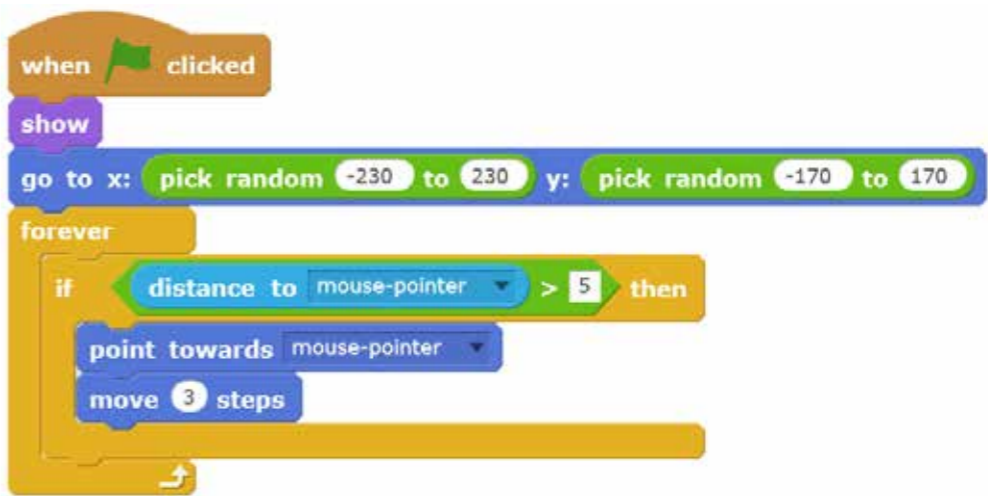 when clicked
show
go to x: pick random -230 to 230 y: pick random -170 to 170
forever
if distance to mouse-pointer > 5 then
point towards mouse-pointer
move 3 steps